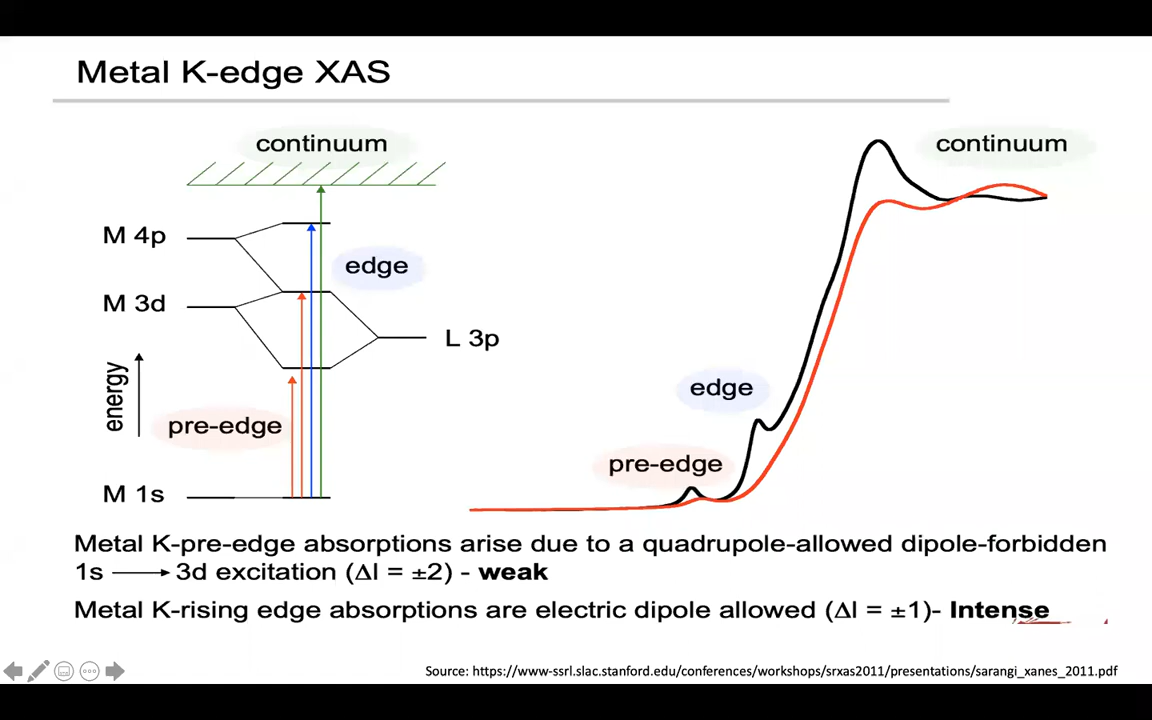 Metal K-edge XAS
continuum
M 4p
edge
M 3d
L 3p
energy
pre-edge
M 1s
continuum
edge
pre-edge
Metal K-pre-edge absorptions arise due to a quadrupole-allowed dipole-forbidden
1s ⟶ 3d excitation (Δl = ±2) - weak
Metal K-rising edge absorptions are electric dipole allowed (Δl = ±1)- Intense
Source: https://www-ssrl.slac.stanford.edu/conferences/workshops/srxas2011/presentations/sarangi_xanes_2011.pdf